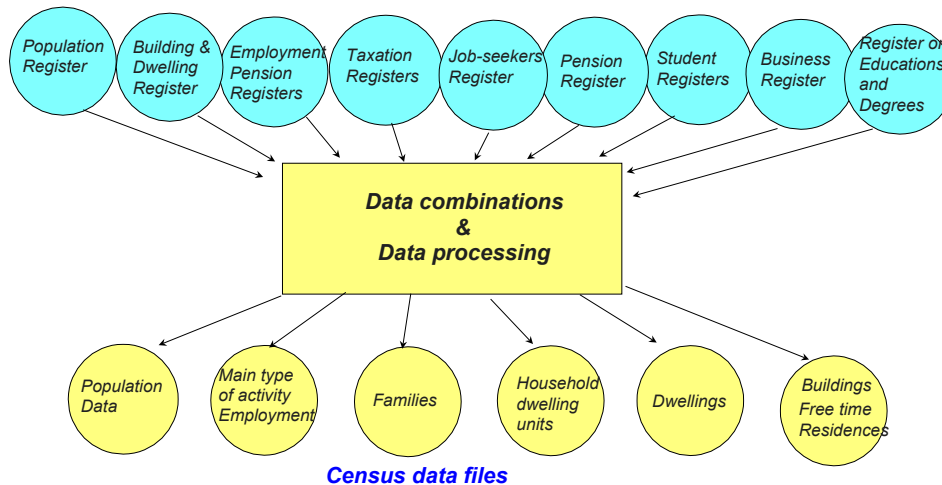 Population
Register
Building &
Dwelling
Register
Employment
Pension
Registers
Taxation
Registers
Job-seekers
Register
Pension
Register
Student
Registers
Business
Register
Register on
Educations
and
Degrees
Data combinations
&
Data processing
Population
Data
Main type
of activity
Employment
Families
Household
dwelling
units
Dwellings
Buildings
Free time
Residences
Census data files